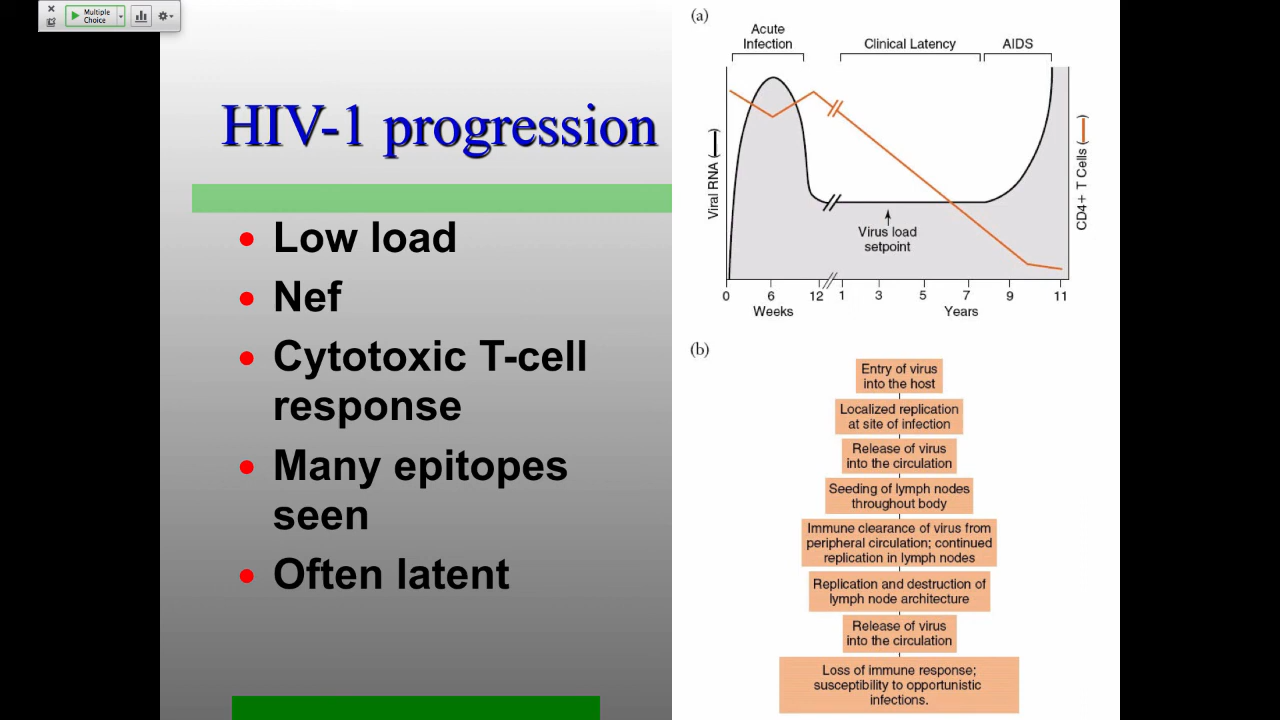 Multiple
Choice
HIV-1 progression
Low load
Nef
Cytotoxic T-cell
response
Many epitopes
seen
Often latent
(a)
Acute
Infection
Clinical Latency
AIDS
Viral RNA (—)
CD4+ T Cells (—)
Virus load
setpoint
0 6 12 1 3 5 7 9 11
Weeks
Years
(b)
Entry of virus
into the host
Localized replication
at site of infection
Release of virus
into the circulation
Seeding of lymph nodes
throughout body
Immune clearance of virus from
peripheral circulation; continued
replication in lymph nodes
Replication and destruction of
lymph node architecture
Release of virus
into the circulation
Loss of immune response;
susceptibility to opportunistic
infections.